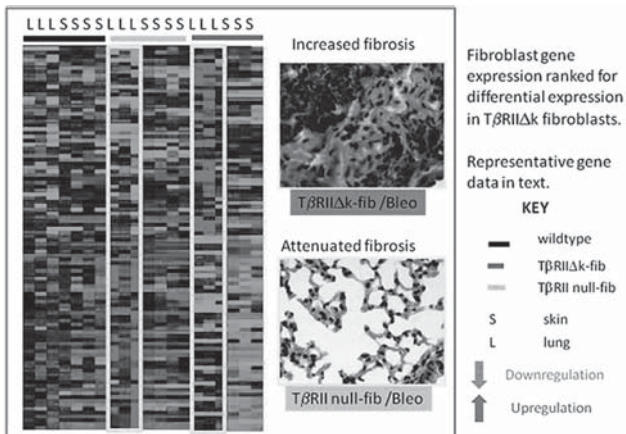 L L L S S S S L L L S S S S L L L S S S
Increased fibrosis
TβRIIΔk-fib /Bleo
Attenuated fibrosis
TβRII null-fib /Bleo
Fibroblast gene
expression ranked for
differential expression
in TβRIIΔk fibroblasts.
Representative gene
data in text.
KEY
wildtype
TβRIIΔk-fib
TβRII null-fib
S skin
L lung
Downregulation
Upregulation